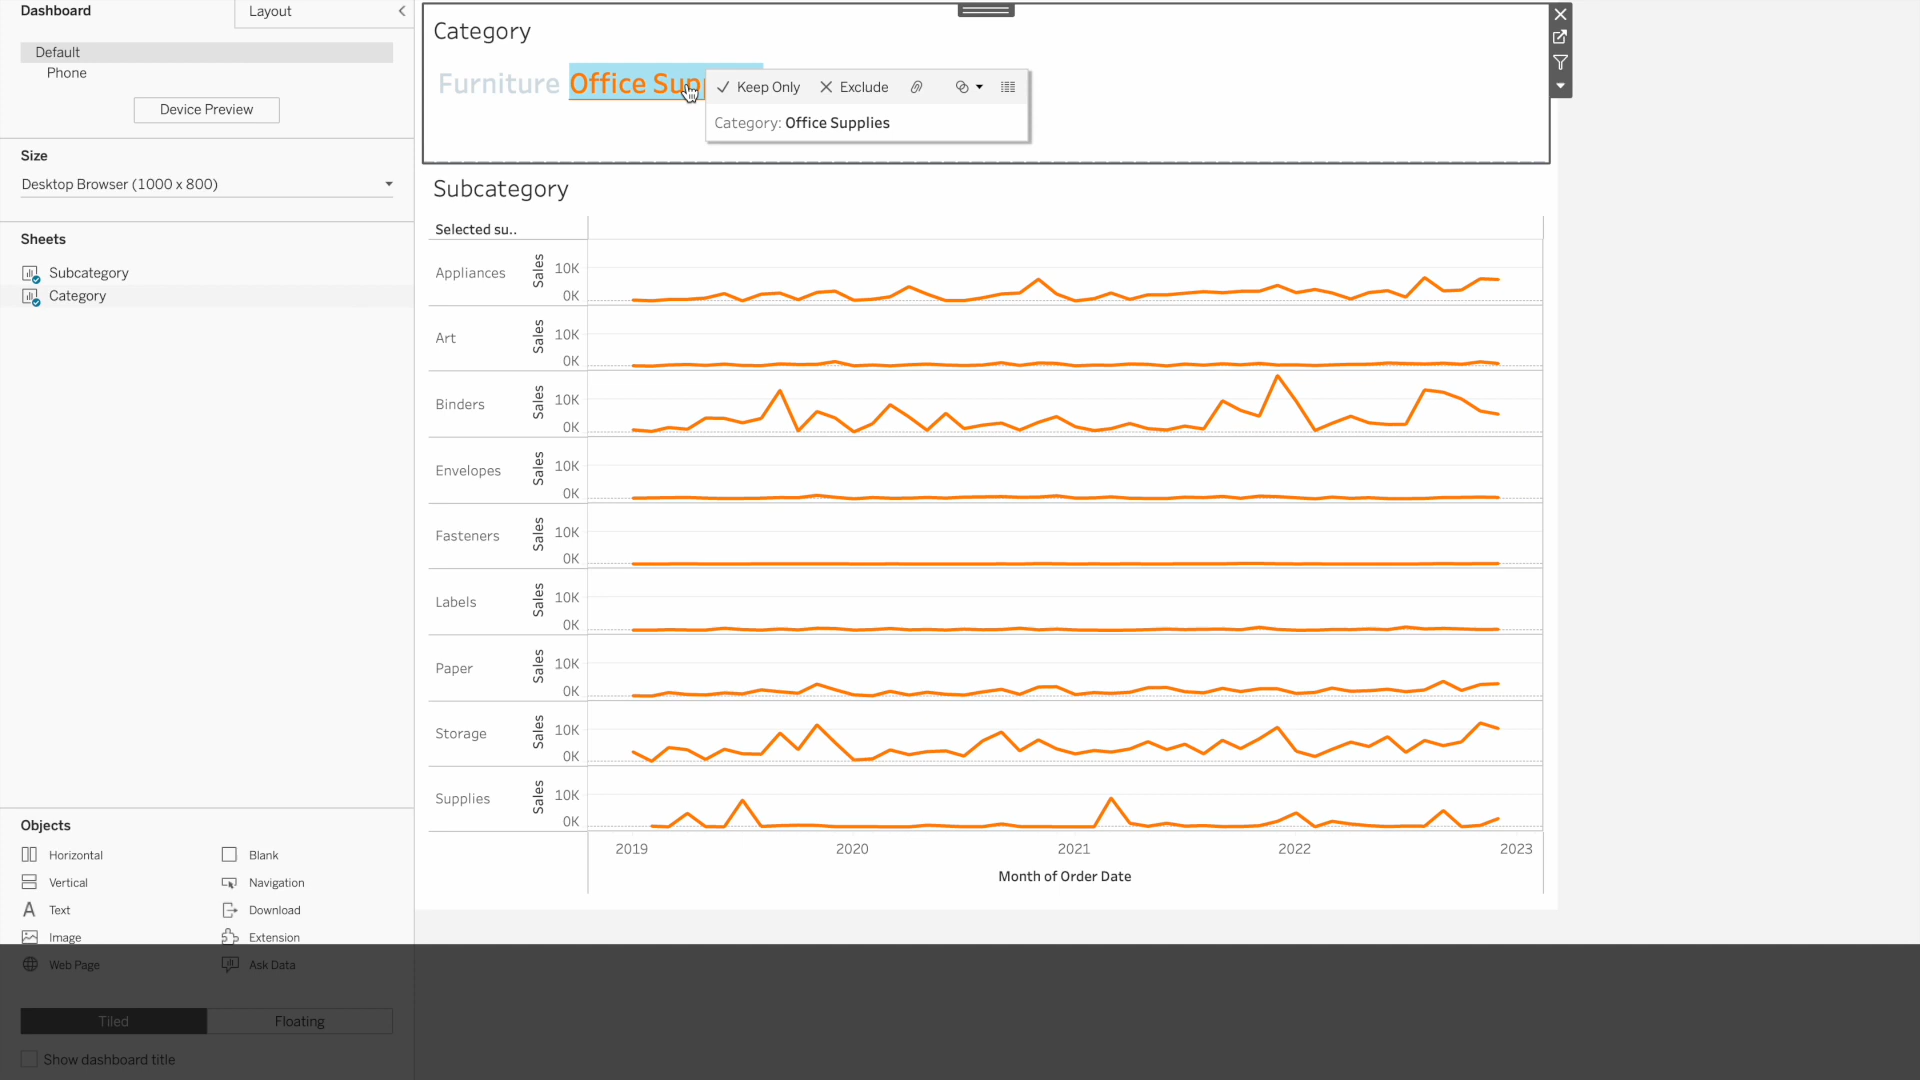 Dashboard
Layout
Default
Phone
Device Preview
Size
Desktop Browser (1000 x 800)
Sheets
Subcategory
Category
Objects
Horizontal
Blank
Vertical
Navigation
Text
Download
Image
Extension
Web Page
Ask Data
Tiled
Floating
Show dashboard title
Category
Furniture Office Sup
Keep Only
Exclude
Category: Office Supplies
Subcategory
Selected su..
Appliances
Sales
10K
0K
Art
Sales
10K
0K
Binders
Sales
10K
0K
Envelopes
Sales
10K
0K
Fasteners
Sales
10K
0K
Labels
Sales
10K
0K
Paper
Sales
10K
0K
Storage
Sales
10K
0K
Supplies
Sales
10K
0K
2019 2020 2021 2022 2023
Month of Order Date